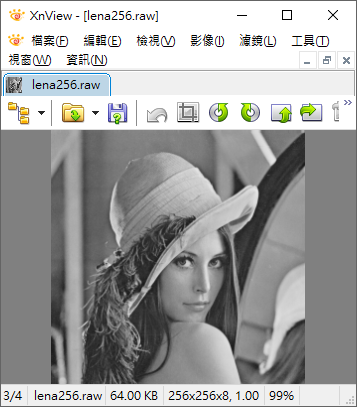 XnView - [lena256.raw]
檔案(F) 編輯(E) 檢視(V) 影像(I) 濾鏡(L) 工具(T)
視窗(W) 資訊(N)
lena256.raw
3/4 lena256.raw 64.00 KB 256x256x8, 1.00 99%